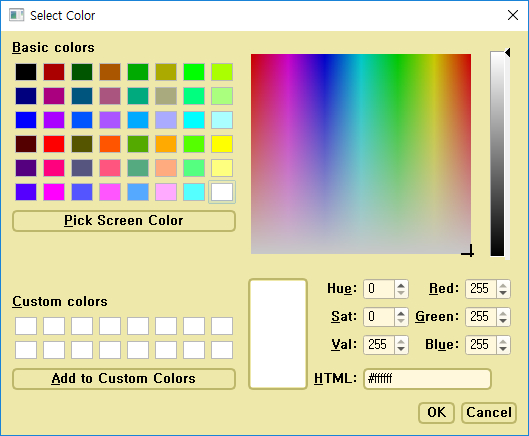 Select Color
Basic colors
Pick Screen Color
Custom colors
Add to Custom Colors
Hue: 0 Red: 255
Sat: 0 Green: 255
Val: 255 Blue: 255
HTML: #ffffff
OK Cancel